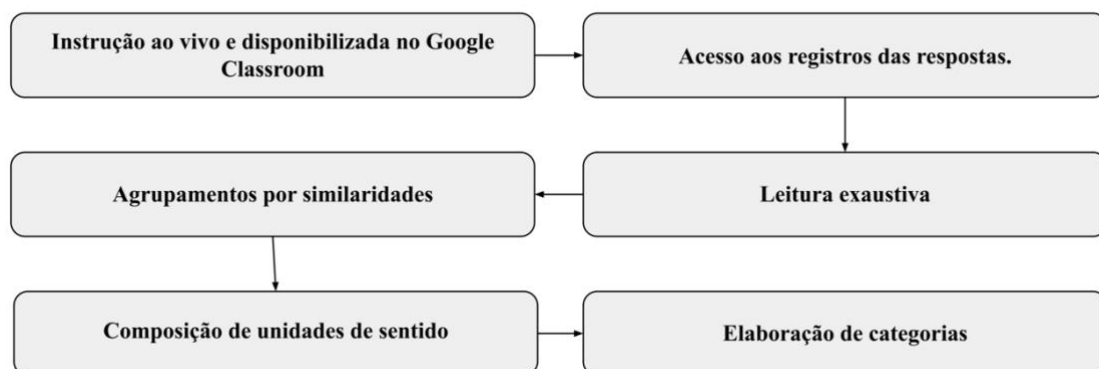 Instrução ao vivo e disponibilizada no Google
Classroom
Acesso aos registros das respostas.
Leitura exaustiva
Agrupamentos por similaridades
Composição de unidades de sentido
Elaboração de categorias